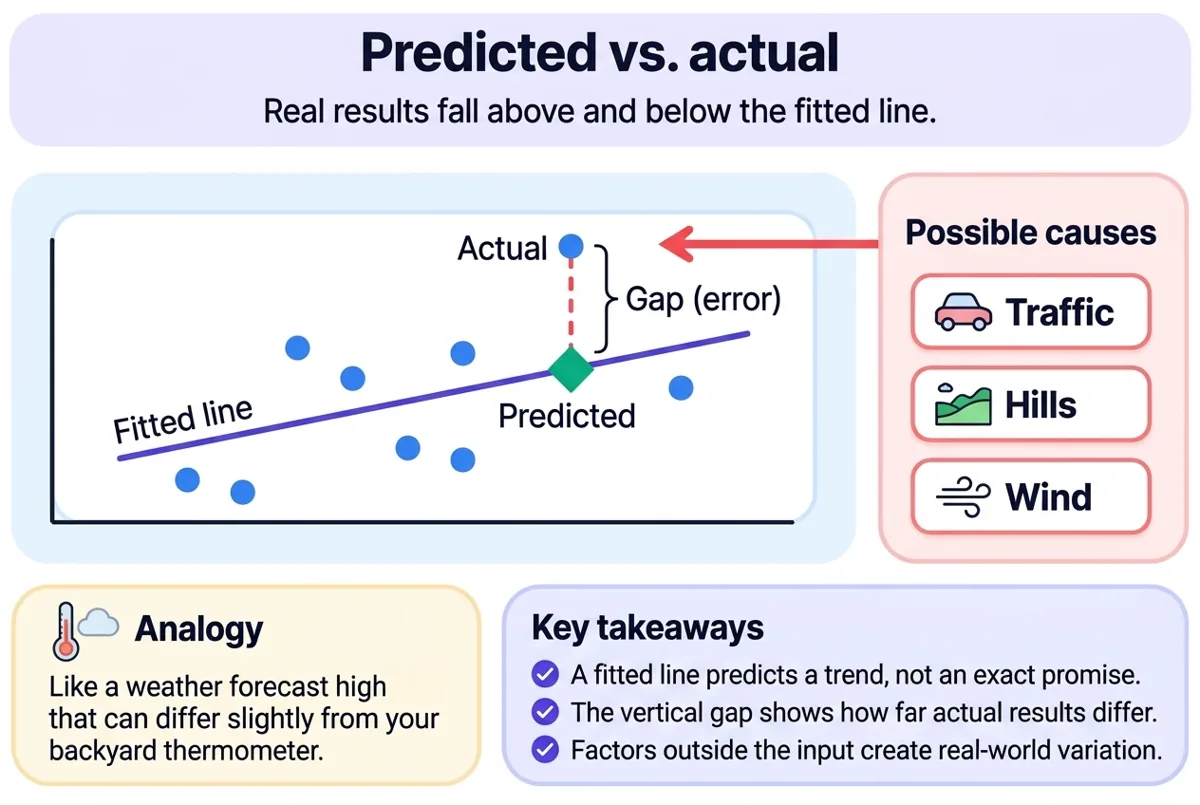 Predicted vs. actual
Real results fall above and below the fitted line.
Actual
Gap (error)
Fitted line
Predicted
Possible causes
Traffic
Hills
Wind
Analogy
Like a weather forecast high
that can differ slightly from your
backyard thermometer.
Key takeaways
A fitted line predicts a trend, not an exact promise.
The vertical gap shows how far actual results differ.
Factors outside the input create real-world variation.